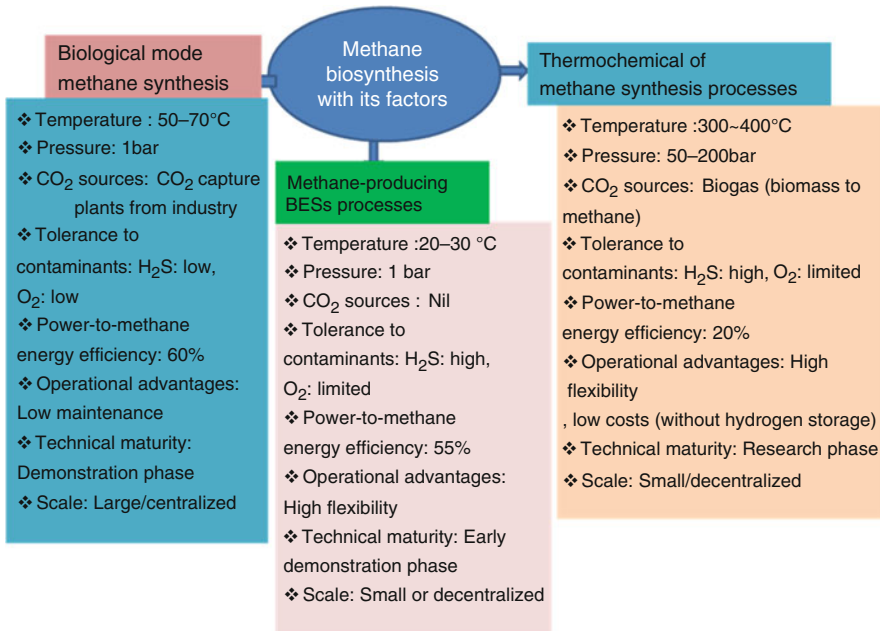 Methane
biosynthesis
with its factors
Biological mode
methane synthesis
❖ Temperature : 50–70°C
❖ Pressure: 1bar
❖ CO₂ sources: CO₂ capture
plants from industry
❖ Tolerance to
contaminants: H₂S: low,
O₂: low
❖ Power-to-methane
energy efficiency: 60%
❖ Operational advantages:
Low maintenance
❖ Technical maturity:
Demonstration phase
❖ Scale: Large/centralized
Methane-producing
BESs processes
❖ Temperature :20–30 °C
❖ Pressure: 1 bar
❖ CO₂ sources : Nil
❖ Tolerance to
contaminants: H₂S: high,
O₂: limited
❖ Power-to-methane
energy efficiency: 55%
❖ Operational advantages:
High flexibility
❖ Technical maturity: Early
demonstration phase
❖ Scale: Small or decentralized
Thermochemical of
methane synthesis processes
❖ Temperature :300~400°C
❖ Pressure: 50–200bar
❖ CO₂ sources: Biogas (biomass to
methane)
❖ Tolerance to
contaminants: H₂S: high, O₂: limited
❖ Power-to-methane
energy efficiency: 20%
❖ Operational advantages: High
flexibility
, low costs (without hydrogen storage)
❖ Technical maturity: Research phase
❖ Scale: Small/decentralized